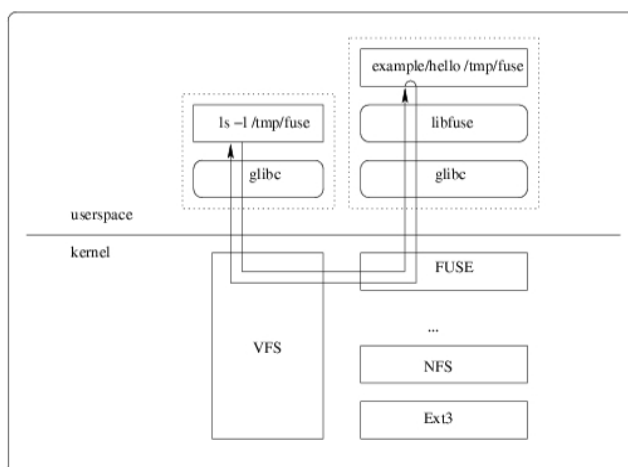 example/hello /tmp/fuse
ls −l /tmp/fuse
libfuse
glibc
glibc
userspace
kernel
FUSE
VFS
...
NFS
Ext3